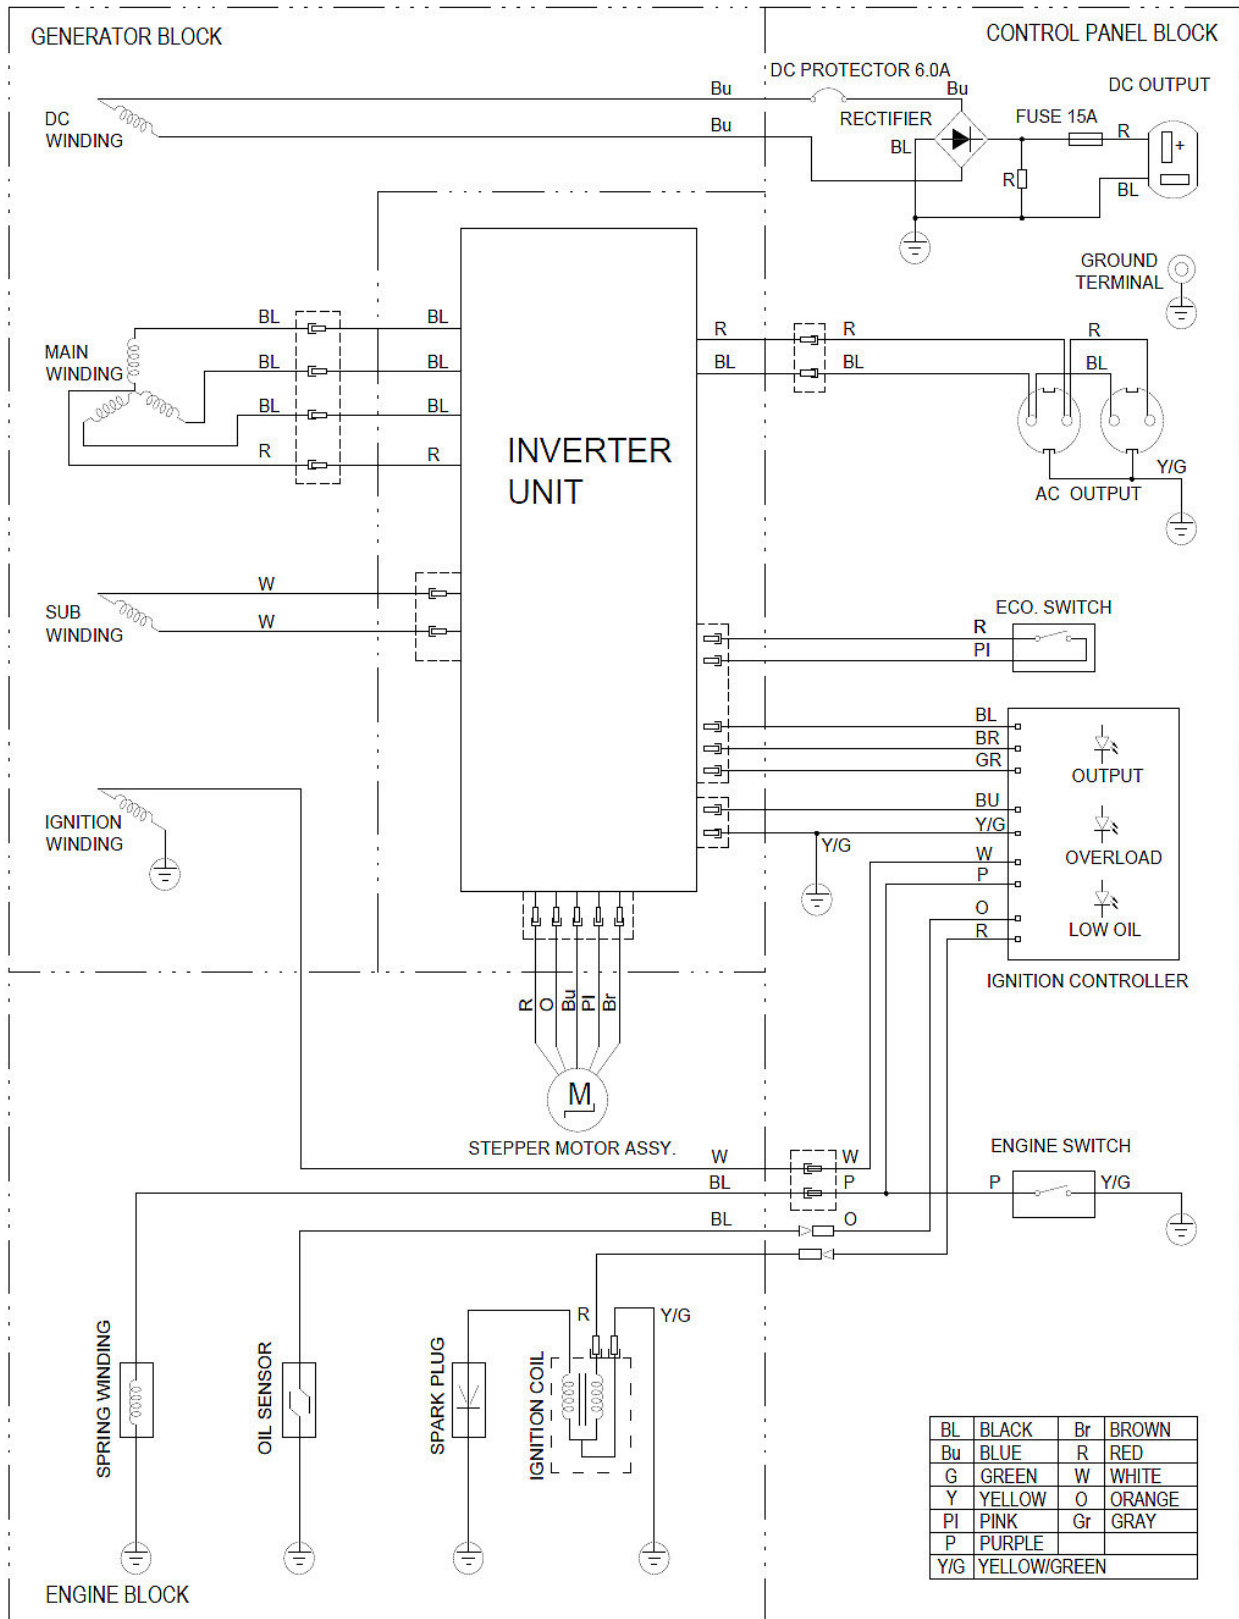 GENERATOR BLOCK
CONTROL PANEL BLOCK
DC PROTECTOR 6.0A
DC OUTPUT
Bu
Bu
DC
WINDING
Bu
RECTIFIER
FUSE 15A
R
BL
+
R
BL
GROUND
TERMINAL
BL
BL
R
R
R
MAIN
WINDING
BL
BL
BL
BL
BL
BL
BL
R
R
INVERTER
UNIT
Y/G
AC OUTPUT
SUB
WINDING
W
W
ECO. SWITCH
R
PI
BL
BR
GR
OUTPUT
IGNITION
WINDING
BU
Y/G
Y/G
W
P
OVERLOAD
O
R
LOW OIL
IGNITION CONTROLLER
R
O
Bu
PI
Br
M
STEPPER MOTOR ASSY.
ENGINE SWITCH
W
W
BL
P
P
Y/G
BL
O
R
Y/G
SPRING WINDING
OIL SENSOR
SPARK PLUG
IGNITION COIL
BL BLACK Br BROWN
Bu BLUE R RED
G GREEN W WHITE
Y YELLOW O ORANGE
PI PINK Gr GRAY
P PURPLE
Y/G YELLOW/GREEN
ENGINE BLOCK